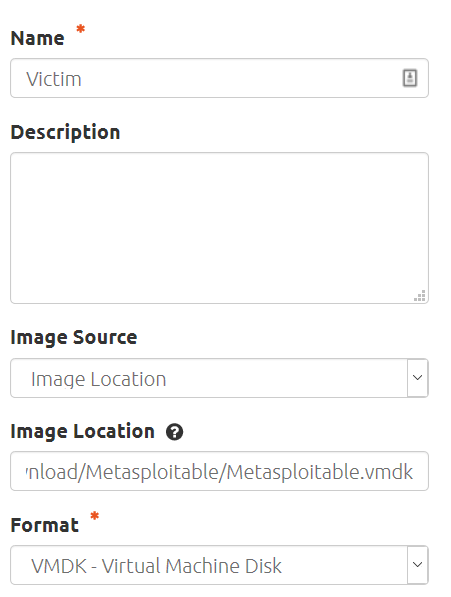 Name *
Victim
Description
Image Source
Image Location
Image Location ?
nload/Metasploitable/Metasploitable.vmdk
Format *
VMDK - Virtual Machine Disk